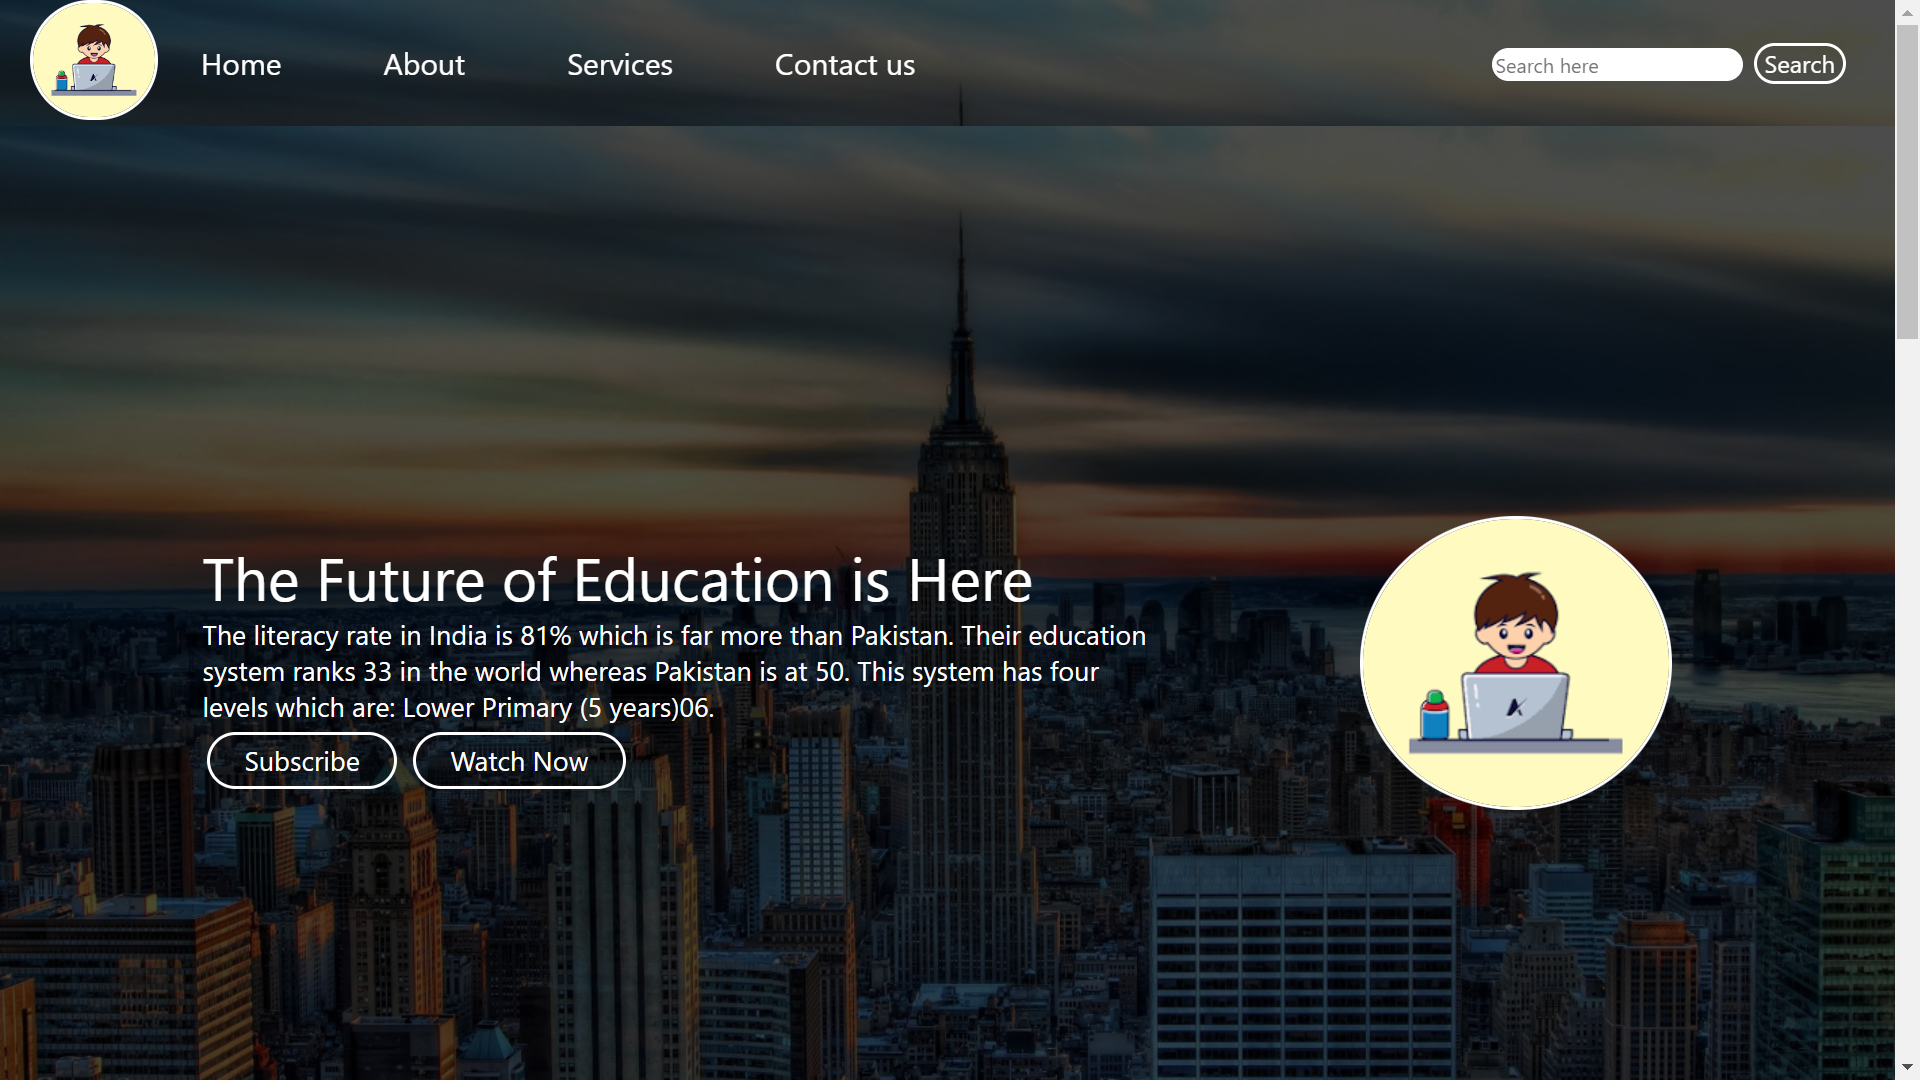 Home
About
Services
Contact us
Search here
Search
The Future of Education is Here
The literacy rate in India is 81% which is far more than Pakistan. Their education
system ranks 33 in the world whereas Pakistan is at 50. This system has four
levels which are: Lower Primary (5 years)06.
Subscribe
Watch Now